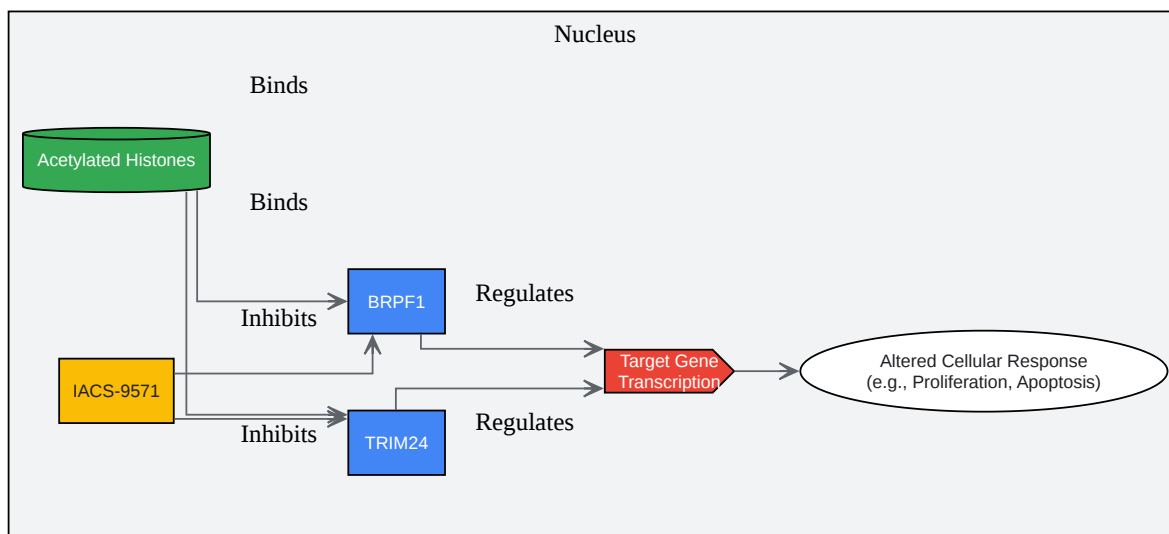 Nucleus
Binds
Acetylated Histones
Binds
BRPF1
Regulates
Inhibits
Target Gene
Transcription
Altered Cellular Response
(e.g., Proliferation, Apoptosis)
IACS-9571
Inhibits
TRIM24
Regulates